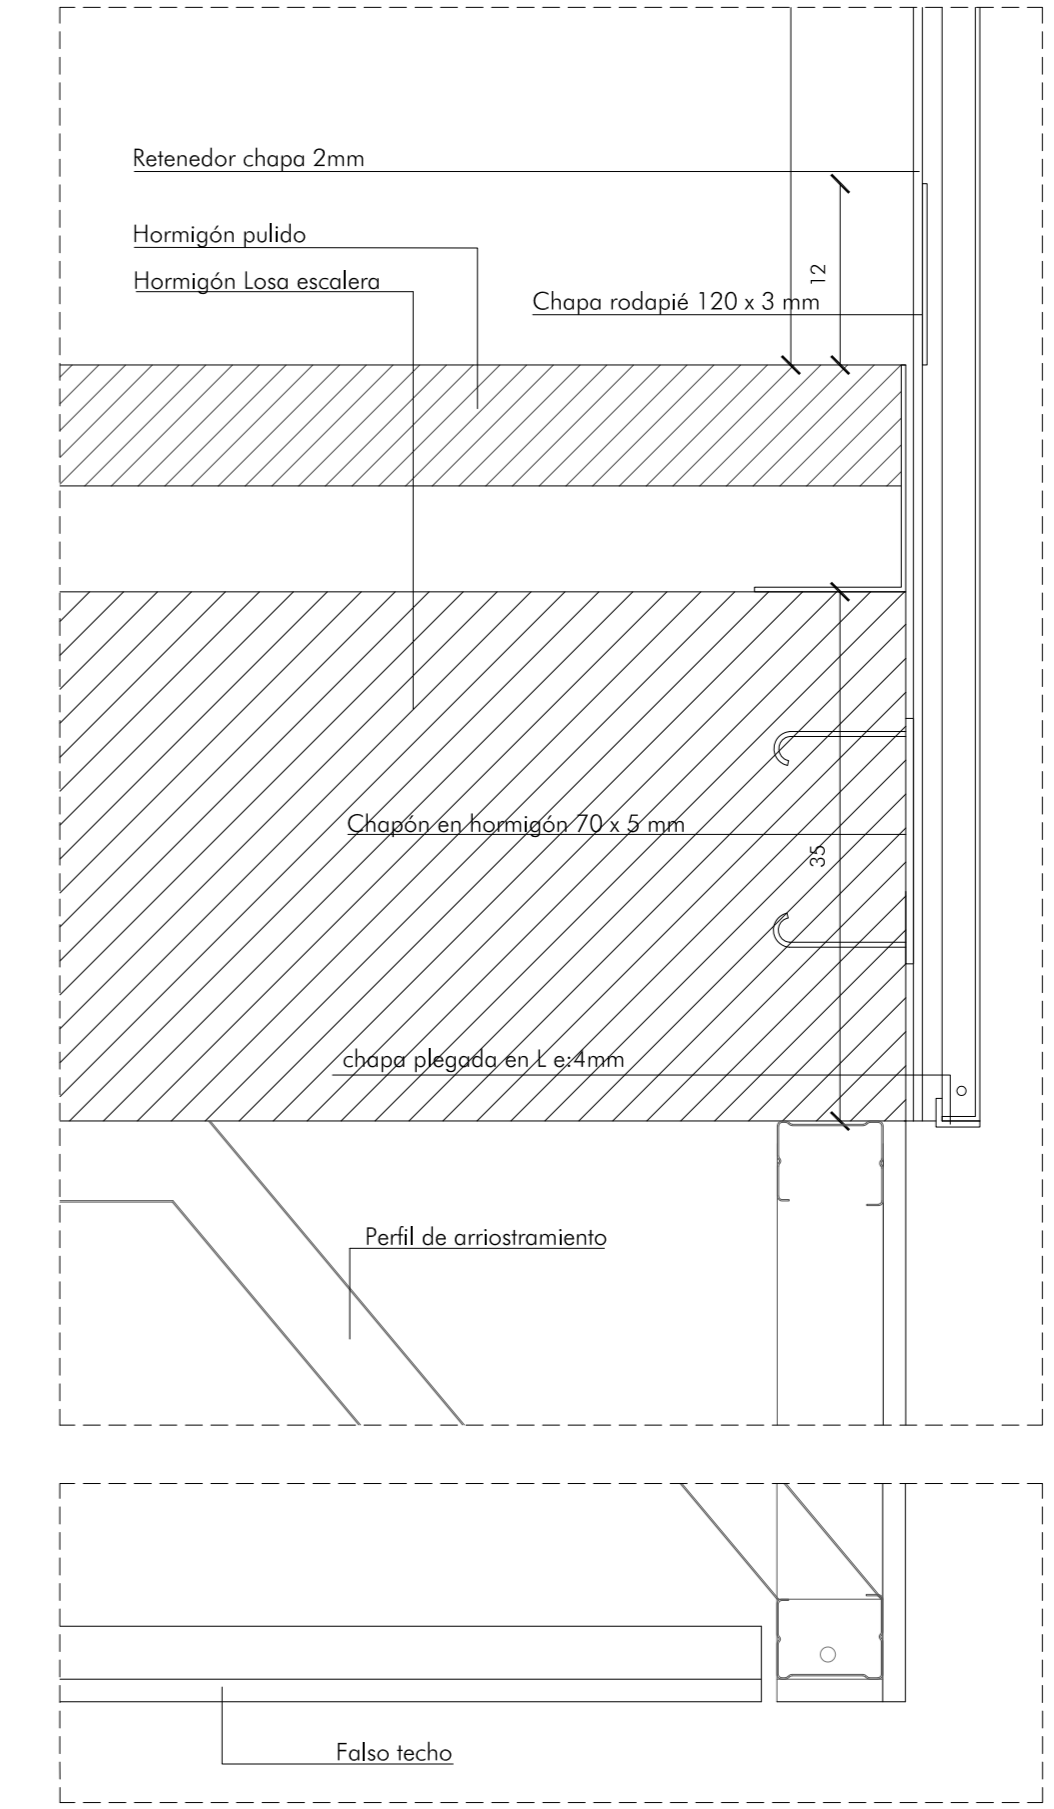 Retenedor chapa 2mm
Hormigón pulido
Hormigón Losa escalera
12
Chapa rodapié 120 x 3 mm
Chapón en hormigón 70 x 5 mm
35
chapa plegada en L e:4mm
Perfil de arriostramiento
Falso techo